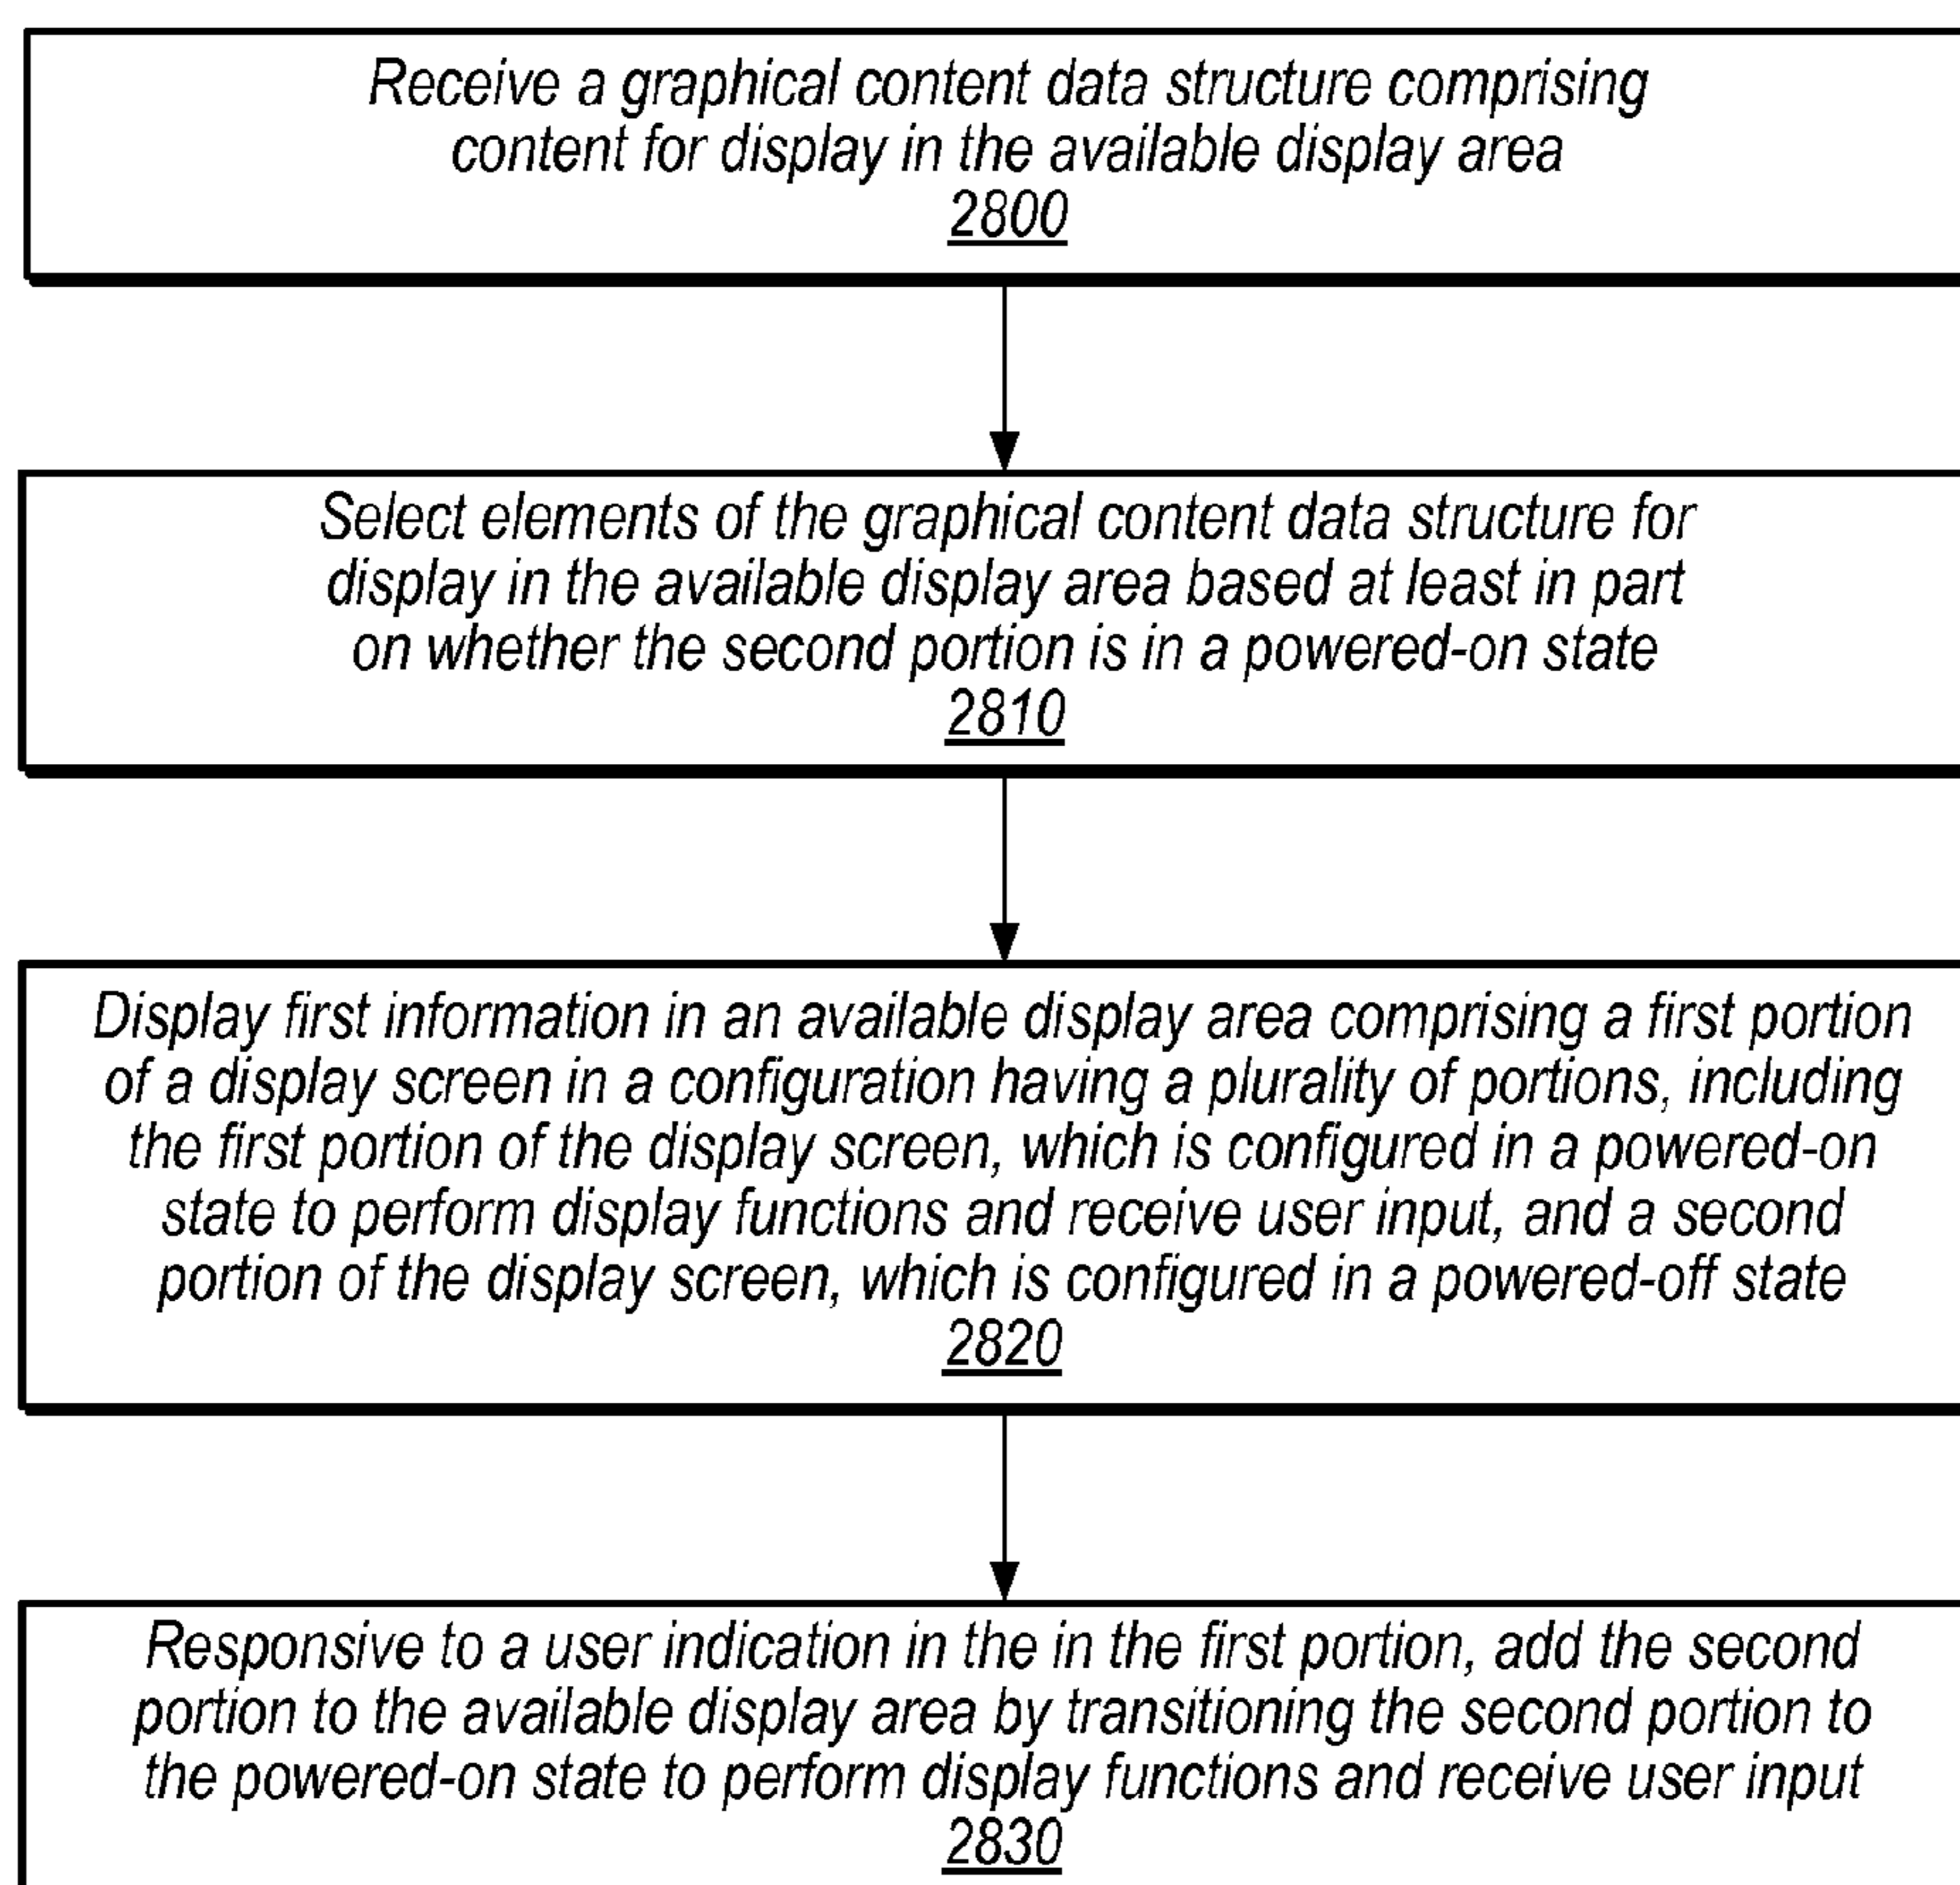 Receive a graphical content data structure comprising
content for display in the available display area
2800
Select elements of the graphical content data structure for
display in the available display area based at least in part
on whether the second portion is in a powered-on state
2810
Display first information in an available display area comprising a first portion
of a display screen in a configuration having a plurality of portions, including
the first portion of the display screen, which is configured in a powered-on
state to perform display functions and receive user input, and a second
portion of the display screen, which is configured in a powered-off state
2820
Responsive to a user indication in the in the first portion, add the second
portion to the available display area by transitioning the second portion to
the powered-on state to perform display functions and receive user input
2830